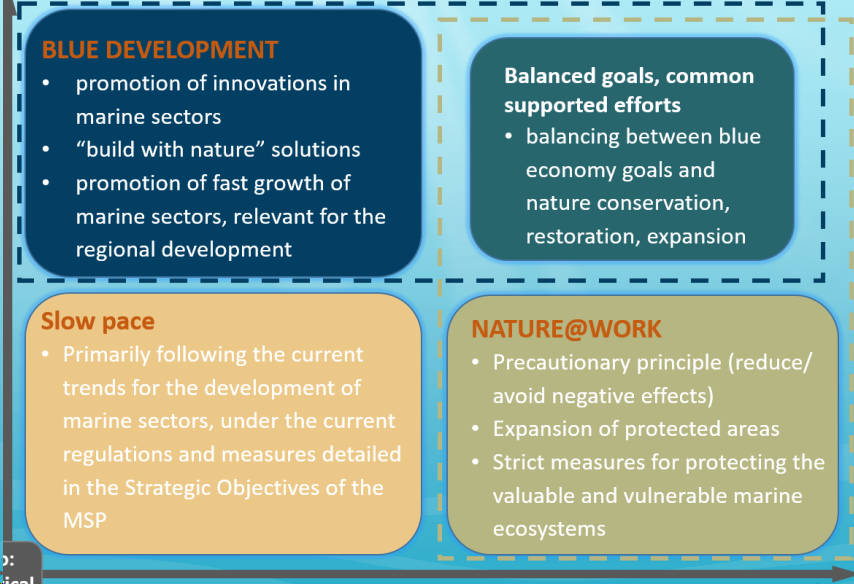 BLUE DEVELOPMENT
• promotion of innovations in
marine sectors
• “build with nature” solutions
• promotion of fast growth of
marine sectors, relevant for the
regional development
Balanced goals, common
supported efforts
• balancing between blue
economy goals and
nature conservation,
restoration, expansion
Slow pace
• Primarily following the current
trends for the development of
marine sectors, under the current
regulations and measures detailed
in the Strategic Objectives of the
MSP
NATURE@WORK
• Precautionary principle (reduce/
avoid negative effects)
• Expansion of protected areas
• Strict measures for protecting the
valuable and vulnerable marine
ecosystems